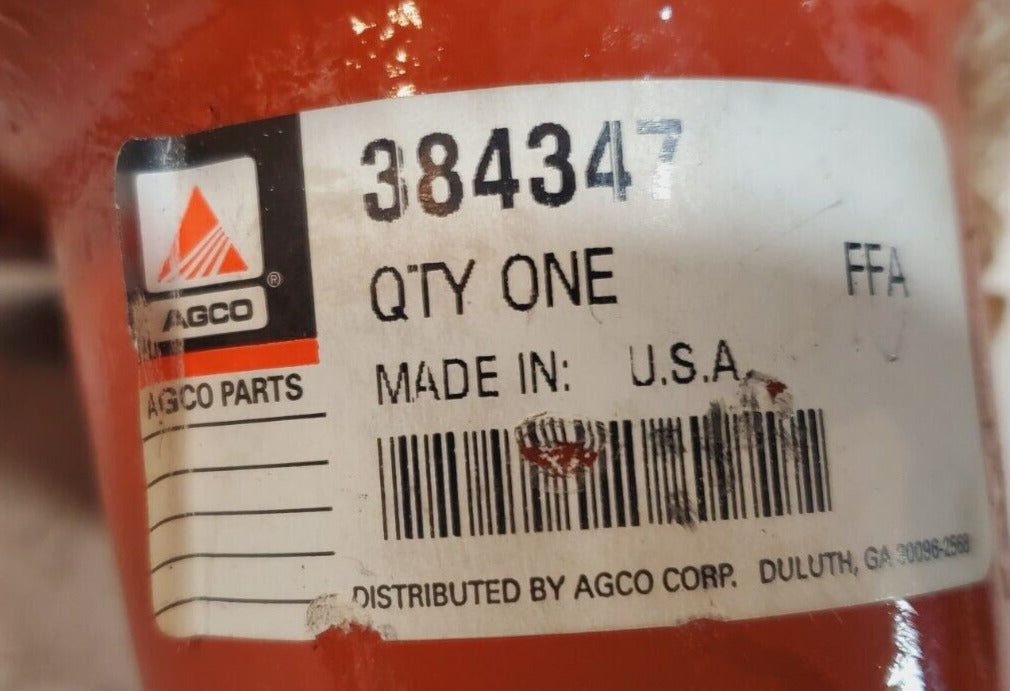 384347
QTY ONE FFA
MADE IN: U.S.A.
AGCO ®
AGCO PARTS
DISTRIBUTED BY AGCO CORP. DULUTH, GA 30096-2568